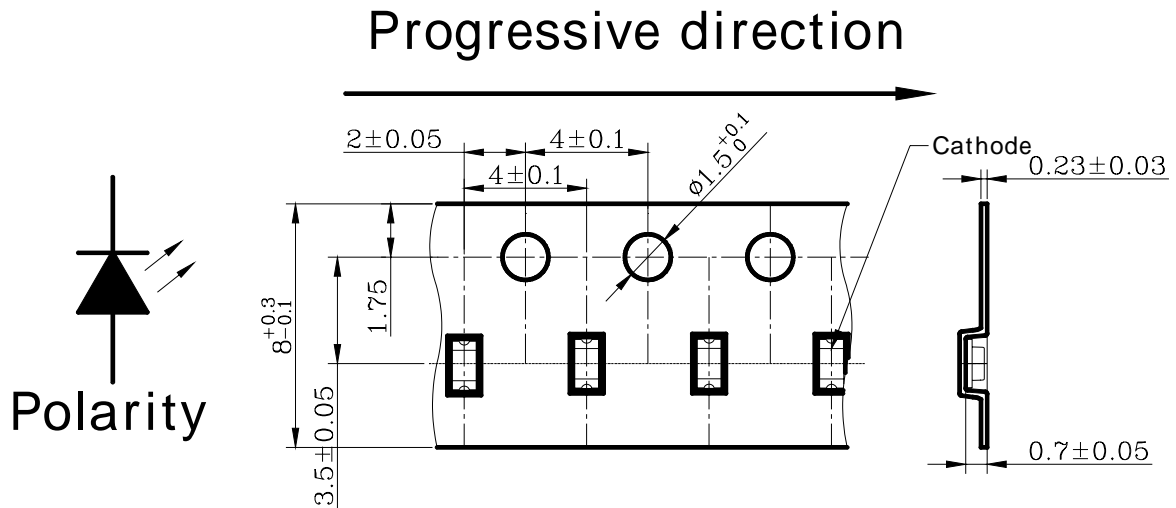 Progressive direction
2±0.05
4±0.1
4±0.1
ø1.5 +0.1 0
Cathode
0.23±0.03
8 +0.3 -0.1
1.75
3.5±0.05
Polarity
0.7±0.05